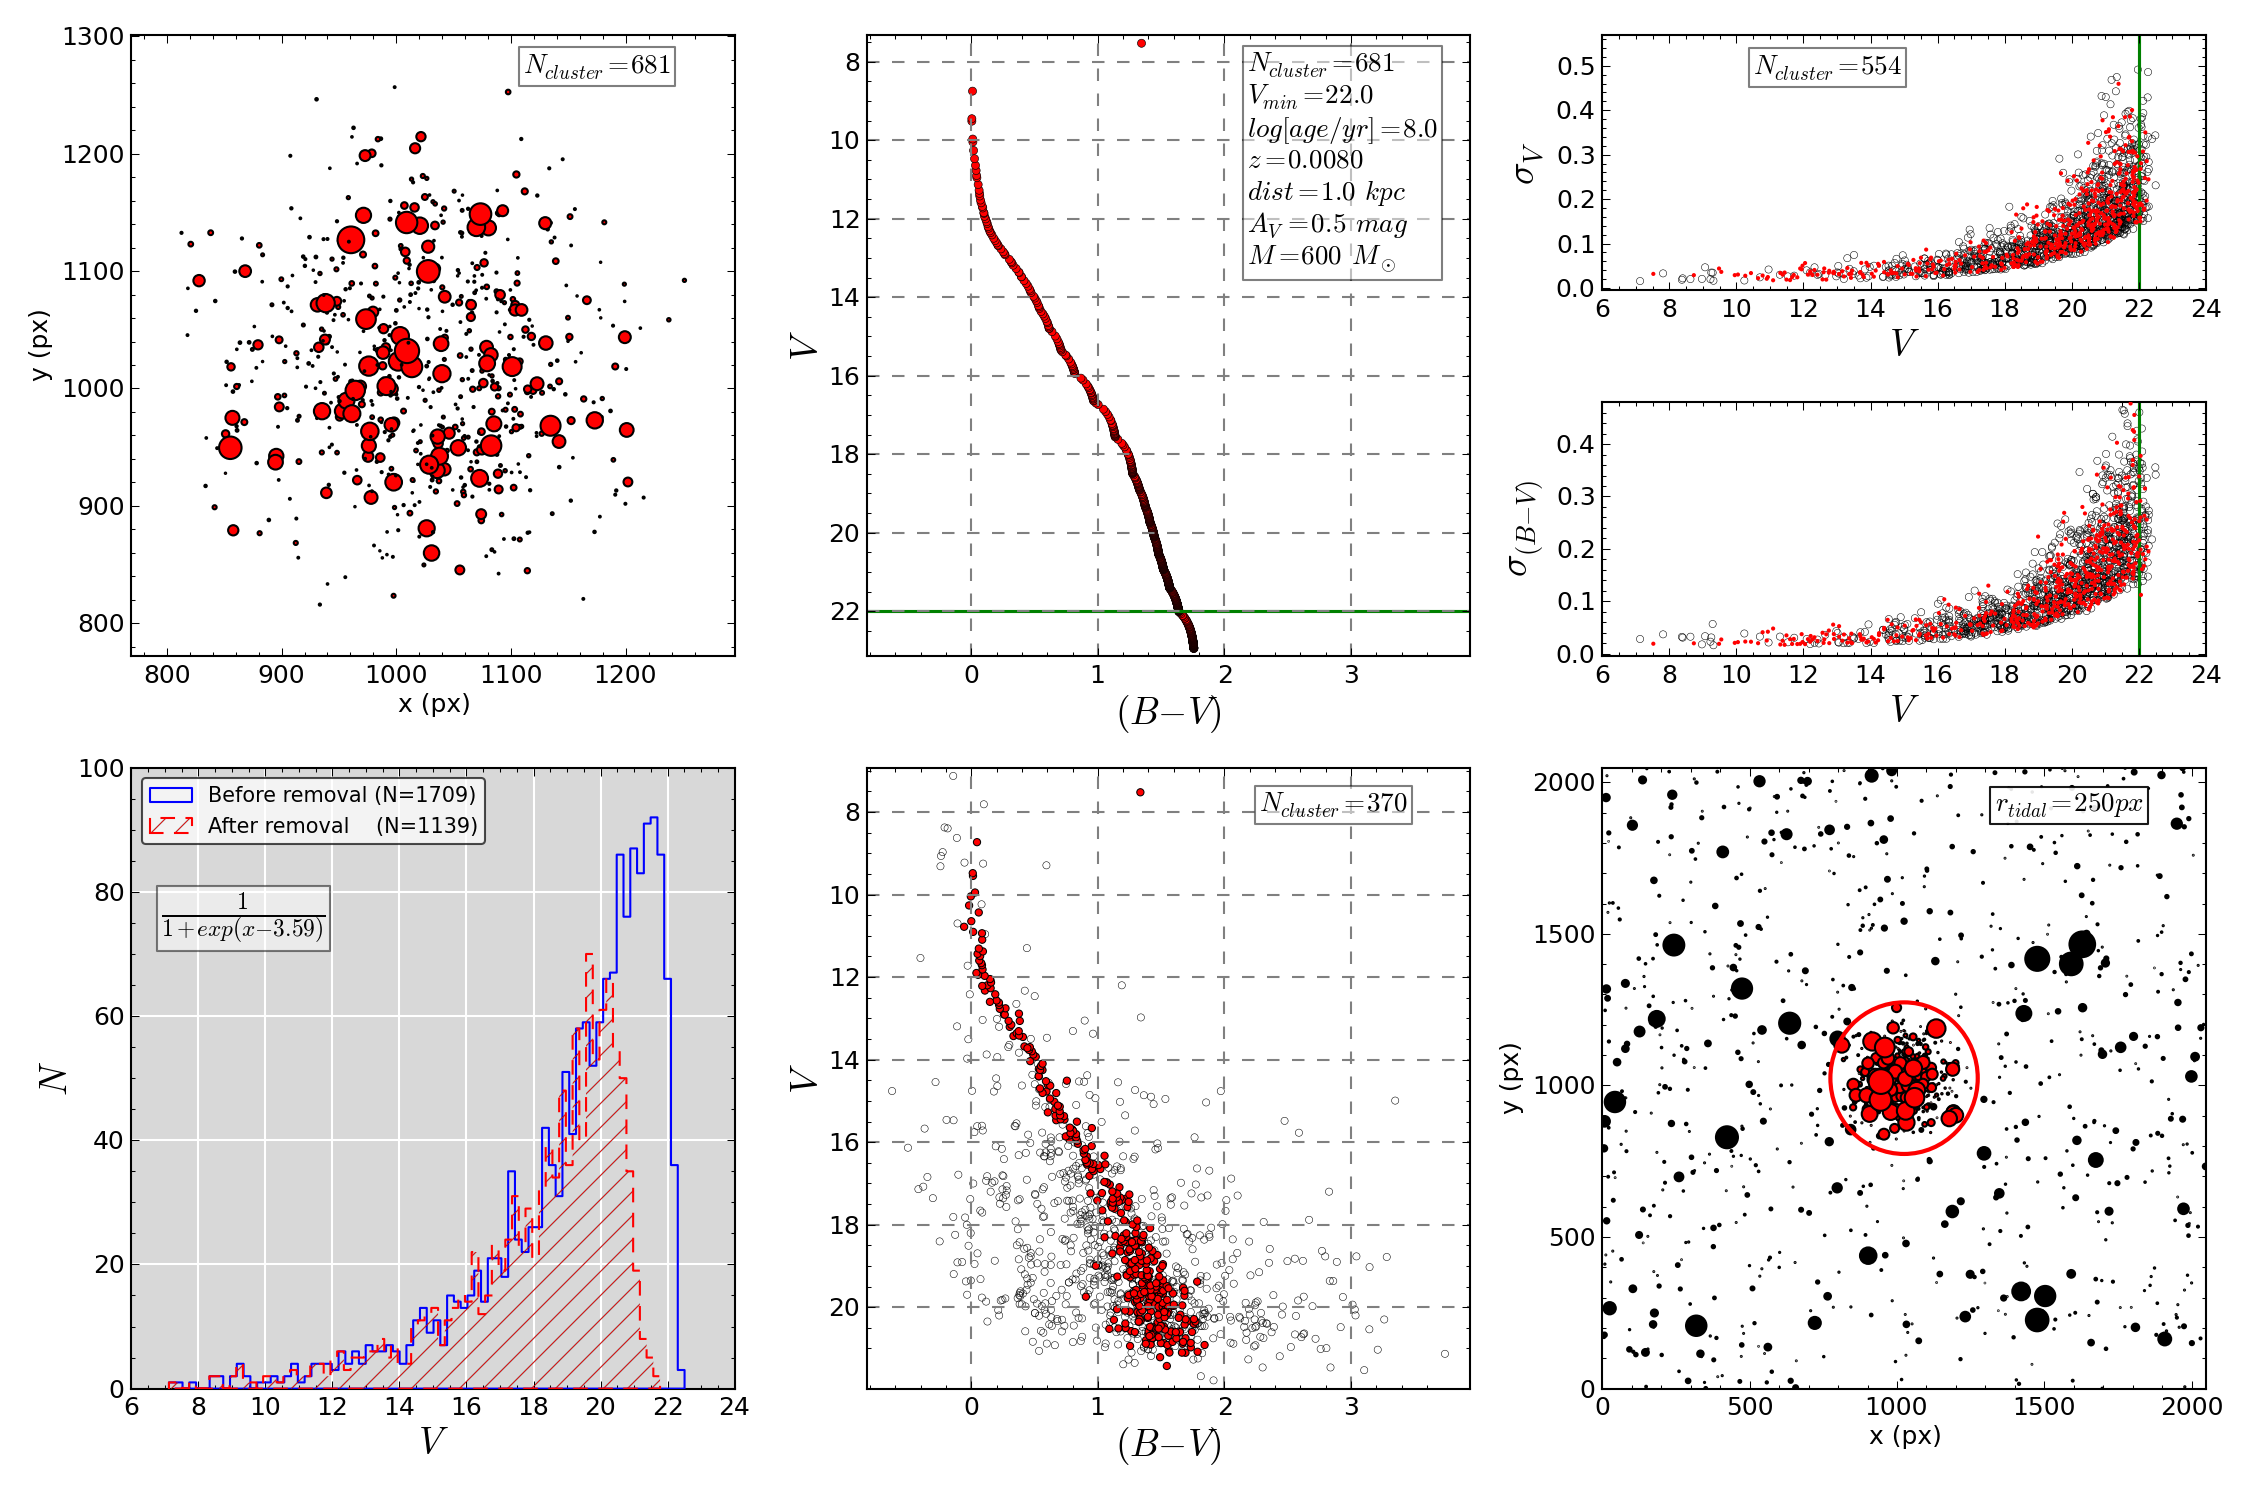 1300
1200
1100
1000
900
800
y (px)
800 900 1000 1100 1200
x (px)
N_cluster=681
8
10
12
14
16
18
20
22
V
0 1 2 3
(B−V)
N_cluster=681
V_min=22.0
log[age/yr]=8.0
z=0.0080
dist=1.0 kpc
A_V=0.5 mag
M=600 M_⊙
0.5
0.4
0.3
0.2
0.1
0.0
σ_V
6 8 10 12 14 16 18 20 22 24
V
N_cluster=554
0.4
0.3
0.2
0.1
0.0
σ_(B−V)
6 8 10 12 14 16 18 20 22 24
V
100
80
60
40
20
0
N
6 8 10 12 14 16 18 20 22 24
V
Before removal (N=1709)
After removal (N=1139)
1
1+exp(x−3.59)
8
10
12
14
16
18
20
V
0 1 2 3
(B−V)
N_cluster=370
2000
1500
1000
500
0
y (px)
0 500 1000 1500 2000
x (px)
r_tidal=250px